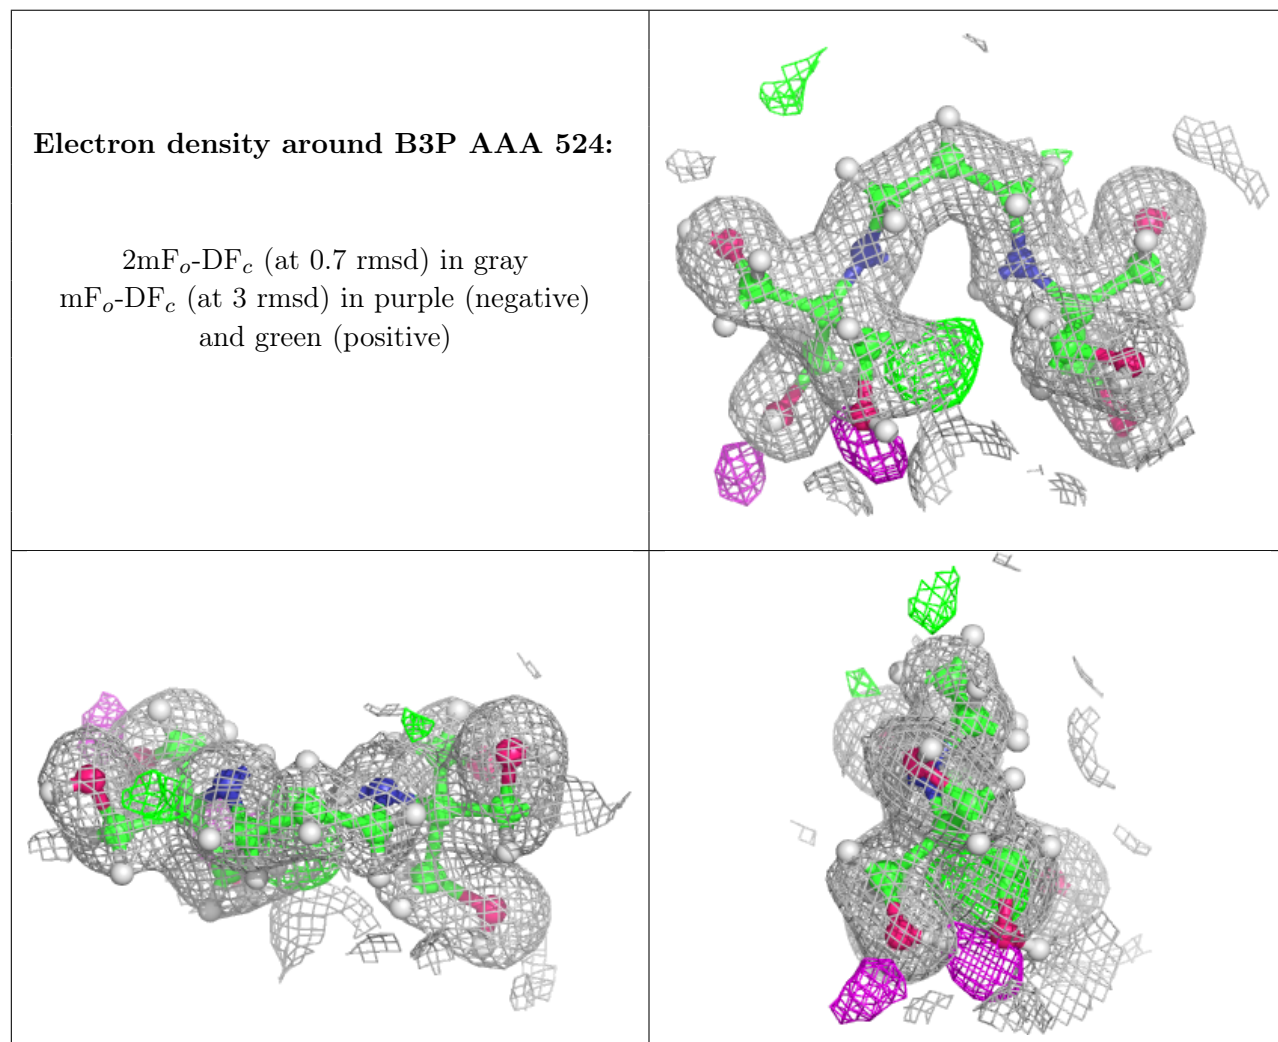 Electron density around B3P AAA 524:
2mFo-DFc (at 0.7 rmsd) in gray
mFo-DFc (at 3 rmsd) in purple (negative)
and green (positive)